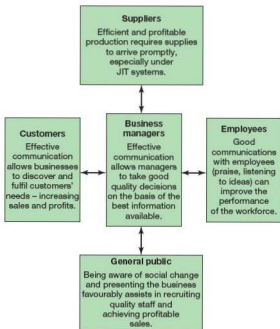 Suppliers
Efficient and profitable
production requires supplies
to arrive promptly,
especially under
JIT systems.
Customers
Effective
communication
allows businesses
to discover and
fulfil customers'
needs – increasing
sales and profits.
Business
managers
Effective
communication
allows managers
to take good
quality decisions
on the basis of the
best information
available.
Employees
Good
communications
with employees
(praise, listening
to ideas) can
improve the
performance
of the workforce.
General public
Being aware of social change
and presenting the business
favourably assists in recruiting
quality staff and
achieving profitable
sales.